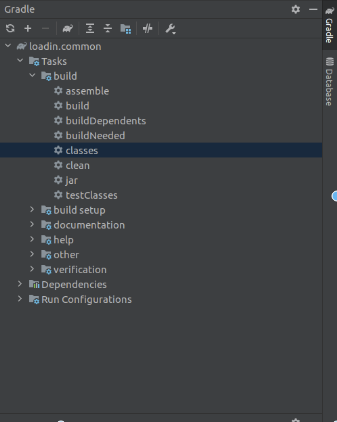 Gradle
loadin.common
Tasks
build
assemble
build
buildDependents
buildNeeded
classes
clean
jar
testClasses
build setup
documentation
help
other
verification
Dependencies
Run Configurations
Gradle
Database